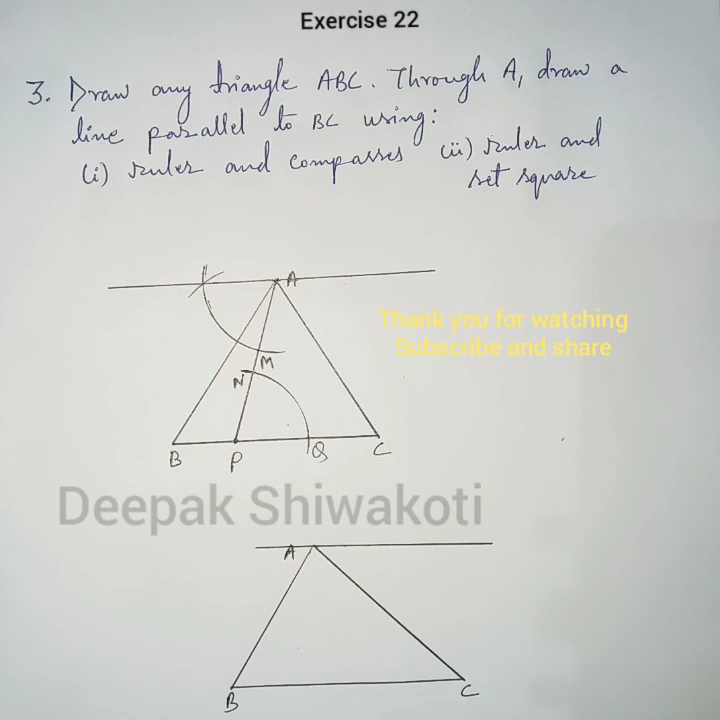 Exercise 22
3. Draw any triangle ABC. Through A, draw a
line parallel to BC using:
(i) ruler and compasses (ii) ruler and
set square
A
Thank you for watching
Subscribe and share
M
N
B P Q C
Deepak Shiwakoti
A
B C